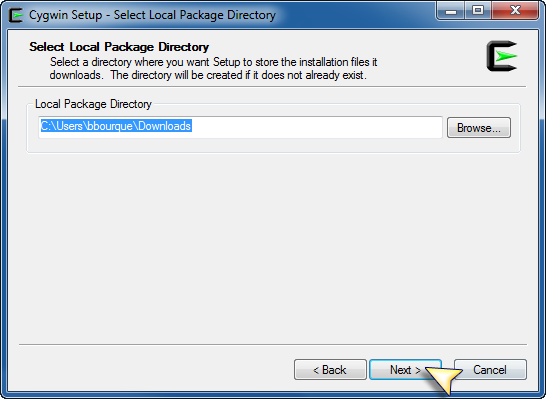 Cygwin Setup - Select Local Package Directory
Select Local Package Directory
Select a directory where you want Setup to store the installation files it
downloads. The directory will be created if it does not already exist.
Local Package Directory
C:\Users\bbourque\Downloads
Browse...
< Back
Next >
Cancel